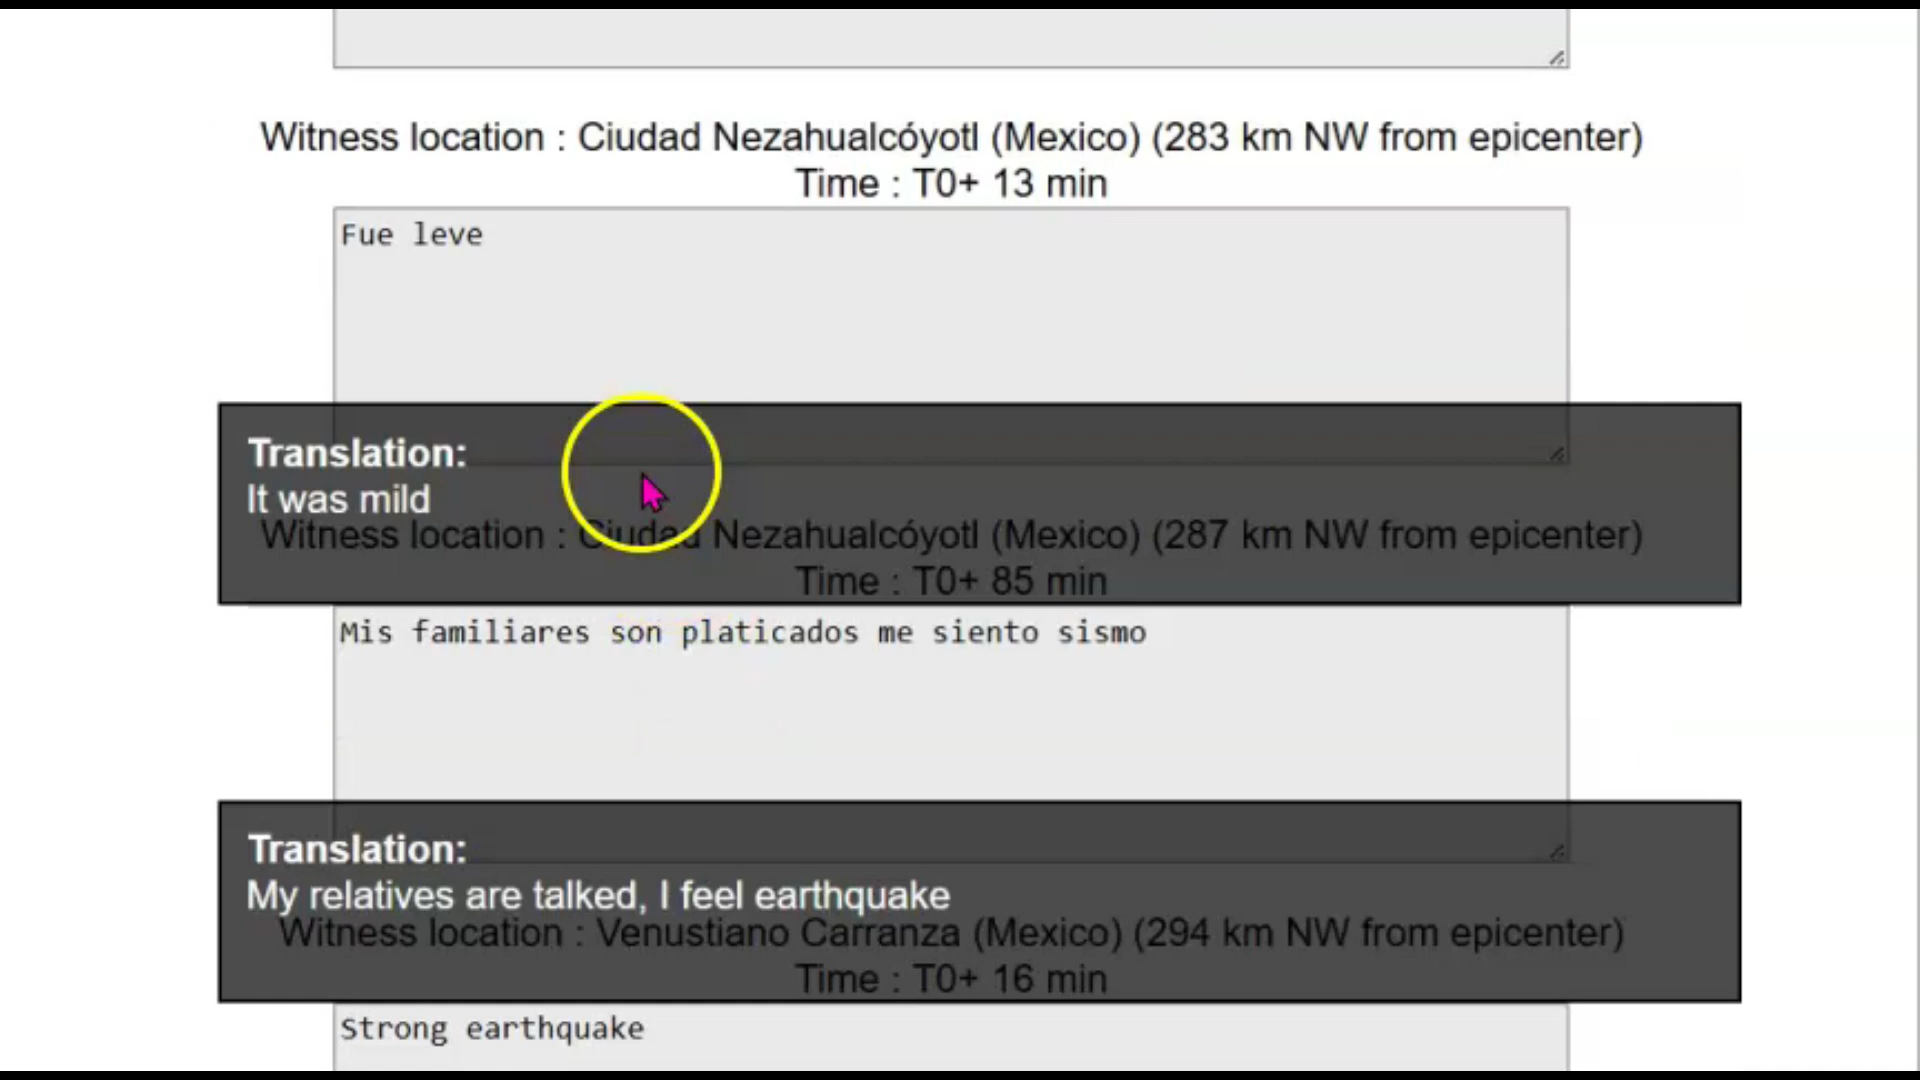 Witness location : Ciudad Nezahualcóyotl (Mexico) (283 km NW from epicenter)
Time : T0+ 13 min
Fue leve
Translation:
It was mild
Witness location : Ciudad Nezahualcóyotl (Mexico) (287 km NW from epicenter)
Time : T0+ 85 min
Mis familiares son platicados me siento sismo
Translation:
My relatives are talked, I feel earthquake
Witness location : Venustiano Carranza (Mexico) (294 km NW from epicenter)
Time : T0+ 16 min
Strong earthquake